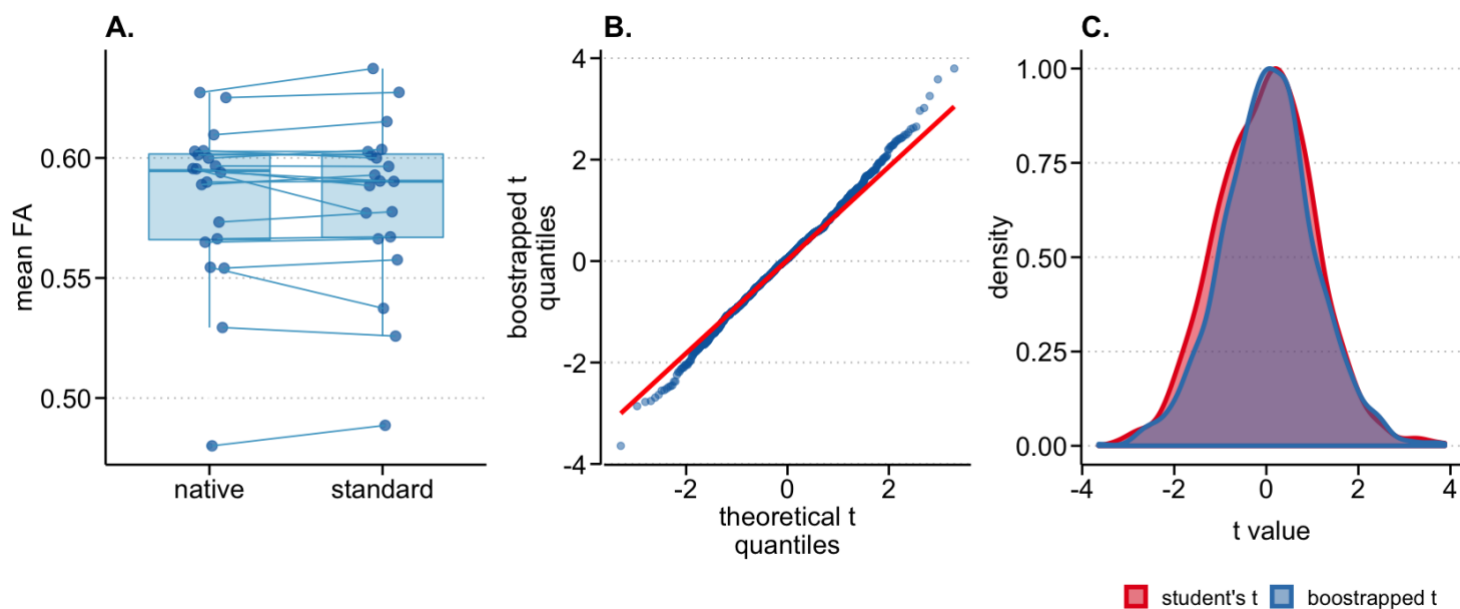 A.
mean FA
0.60
0.55
0.50
native standard
B.
boostrapped t
quantiles
4
2
0
-2
-4
-2 0 2
theoretical t
quantiles
C.
density
1.00
0.75
0.50
0.25
0.00
-4 -2 0 2 4
t value
student's t boostrapped t